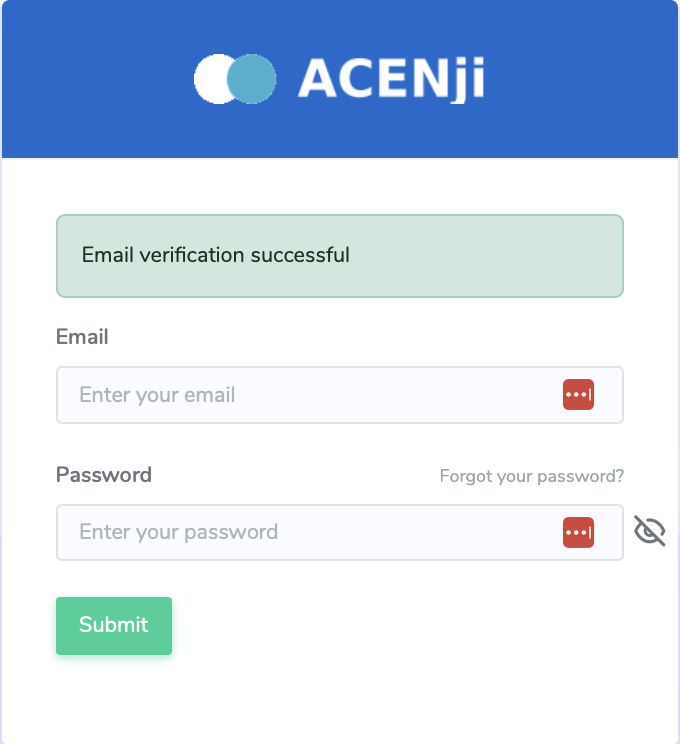 ACENji
Email verification successful
Email
Enter your email
Password Forgot your password?
Enter your password
Submit